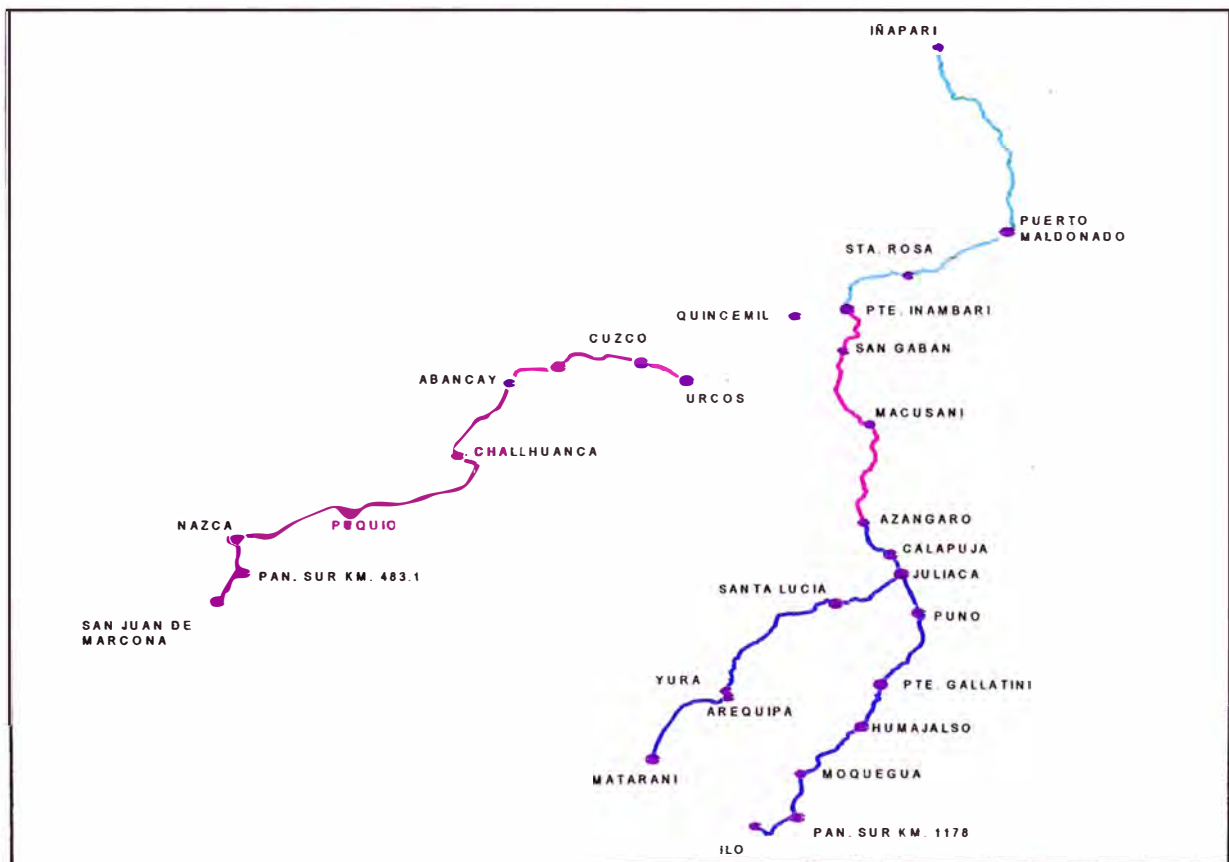 IÑAPARI
PUERTO
MALDONADO
STA. ROSA
QUINCEMIL
PTE. INAMBARI
CUZCO
SAN GABAN
ABANCAY
URCOS
MACUSANI
CHALLHUANCA
NAZCA
PUQUIO
AZANGARO
CALAPUJA
PAN. SUR KM. 483.1
JULIACA
SANTA LUCIA
PUNO
SAN JUAN DE
MARCONA
YURA
PTE. GALLATINI
AREQUIPA
HUMAJALSO
MATARANI
MOQUEGUA
PAN. SUR KM. 1178
ILO